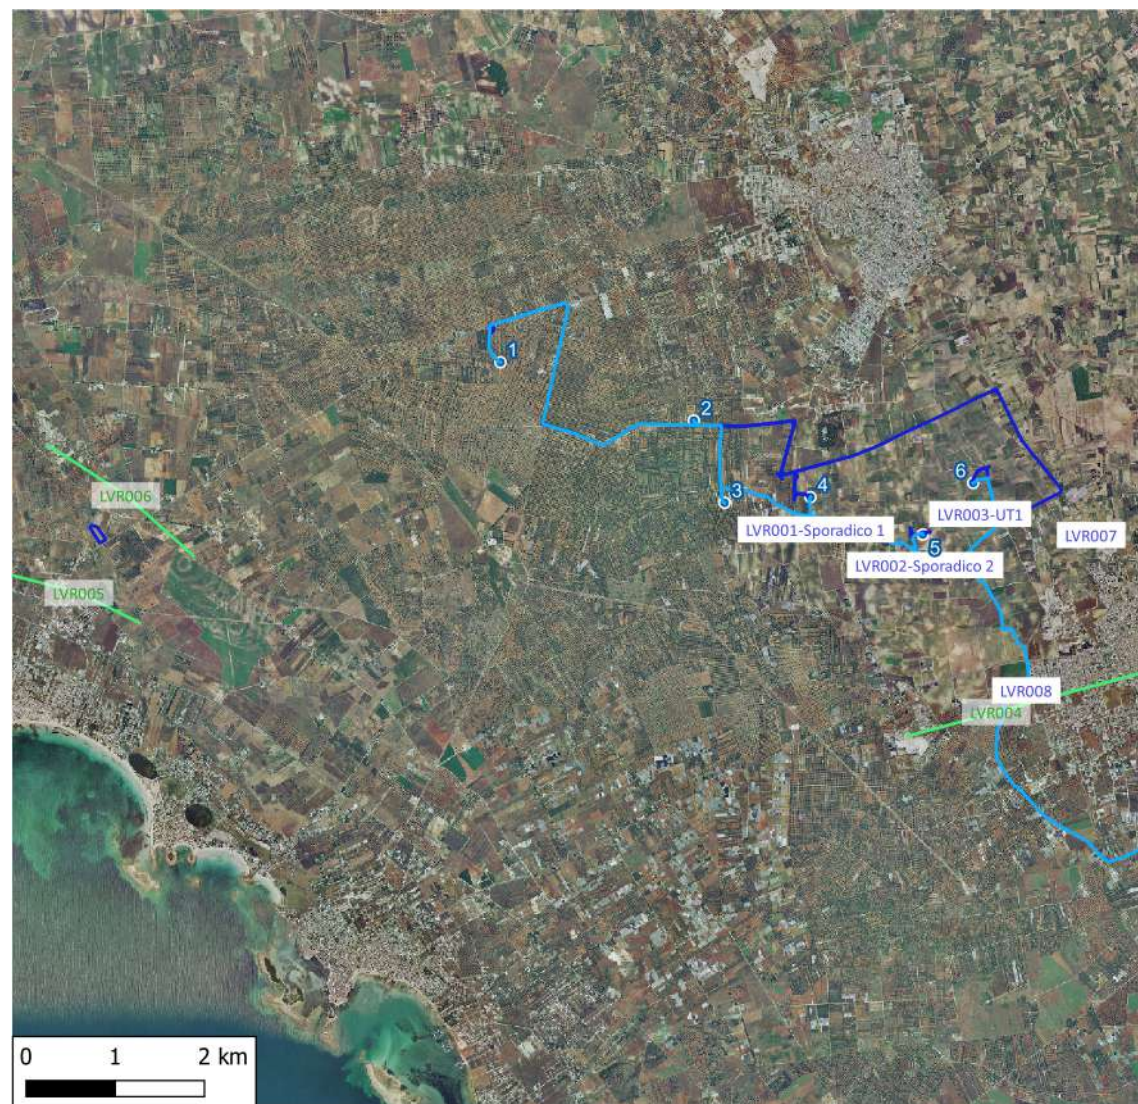 1
2
LVR006
6
3
4
LVR003-UT1
LVR001-Sporadico 1
LVR007
5
LVR002-Sporadico 2
LVR005
LVR008
LVR004
0 1 2 km